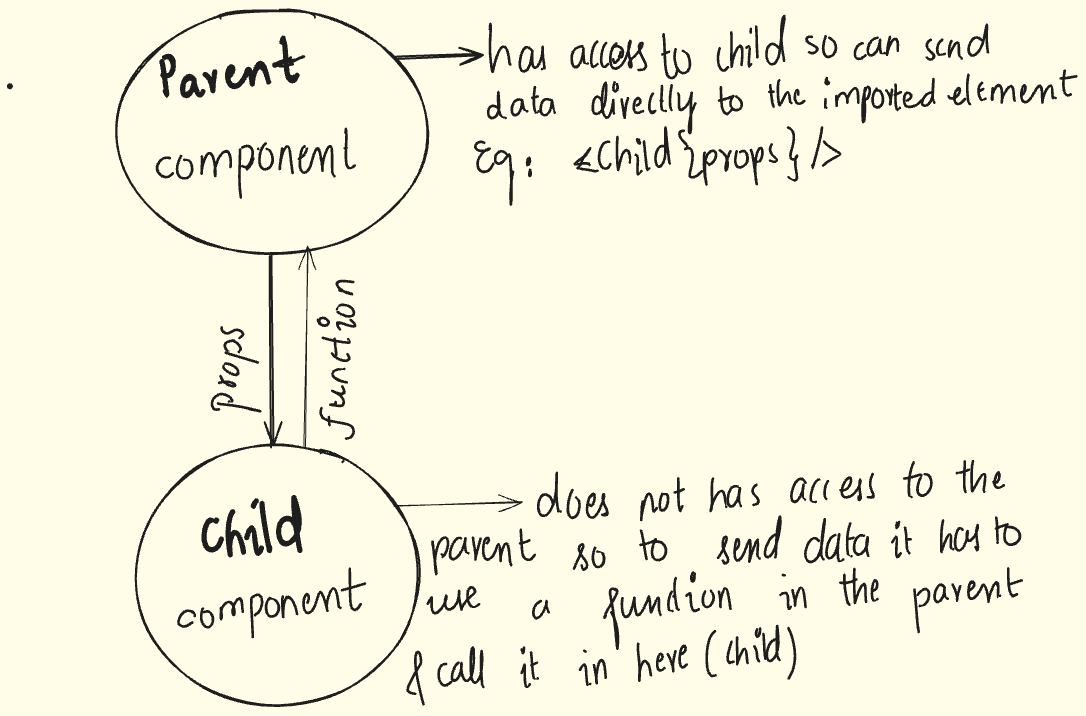 Parent
component
has access to child so can send
data directly to the imported element
Eg: <Child {props} />
props
function
Child
component
does not has access to the
parent so to send data it has to
use a function in the parent
& call it in here (child)